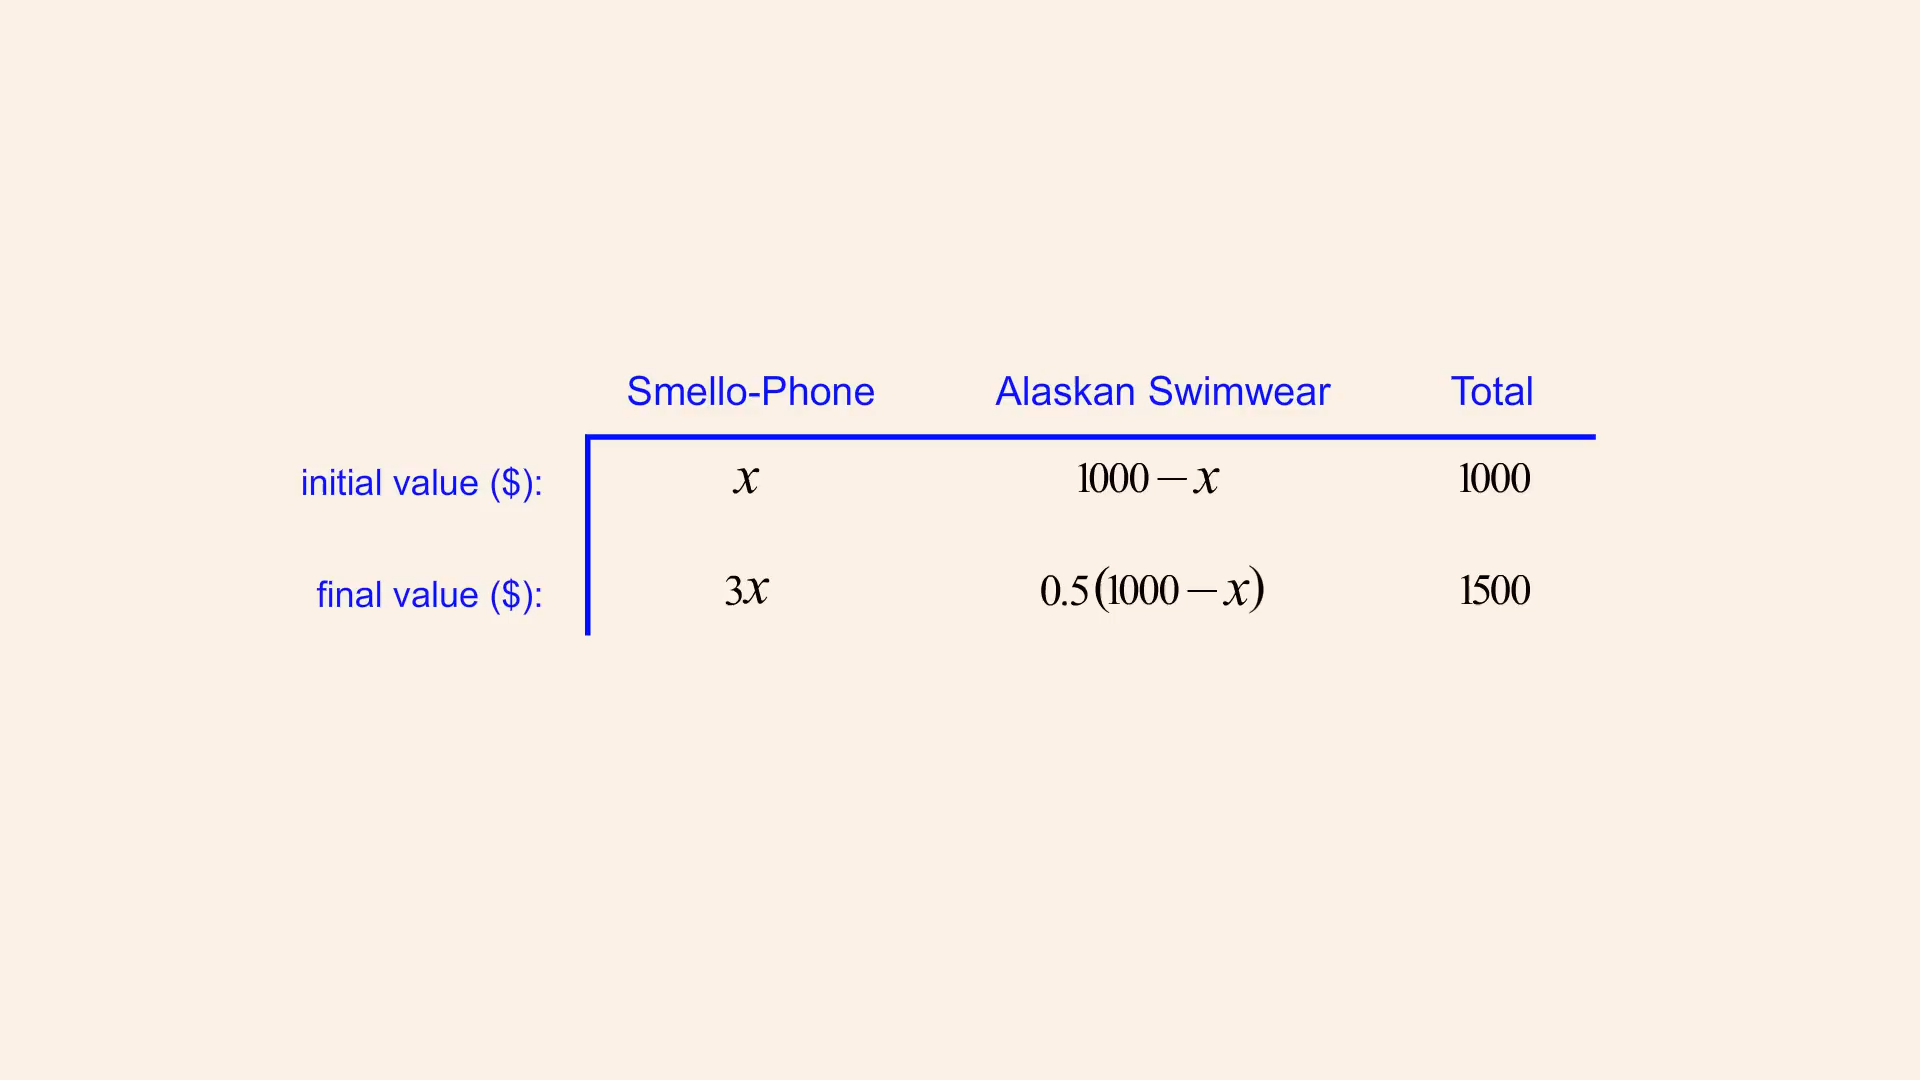 Smello-Phone Alaskan Swimwear Total
initial value ($): x 1000 − x 1000
final value ($): 3x 0.5(1000 − x) 1500